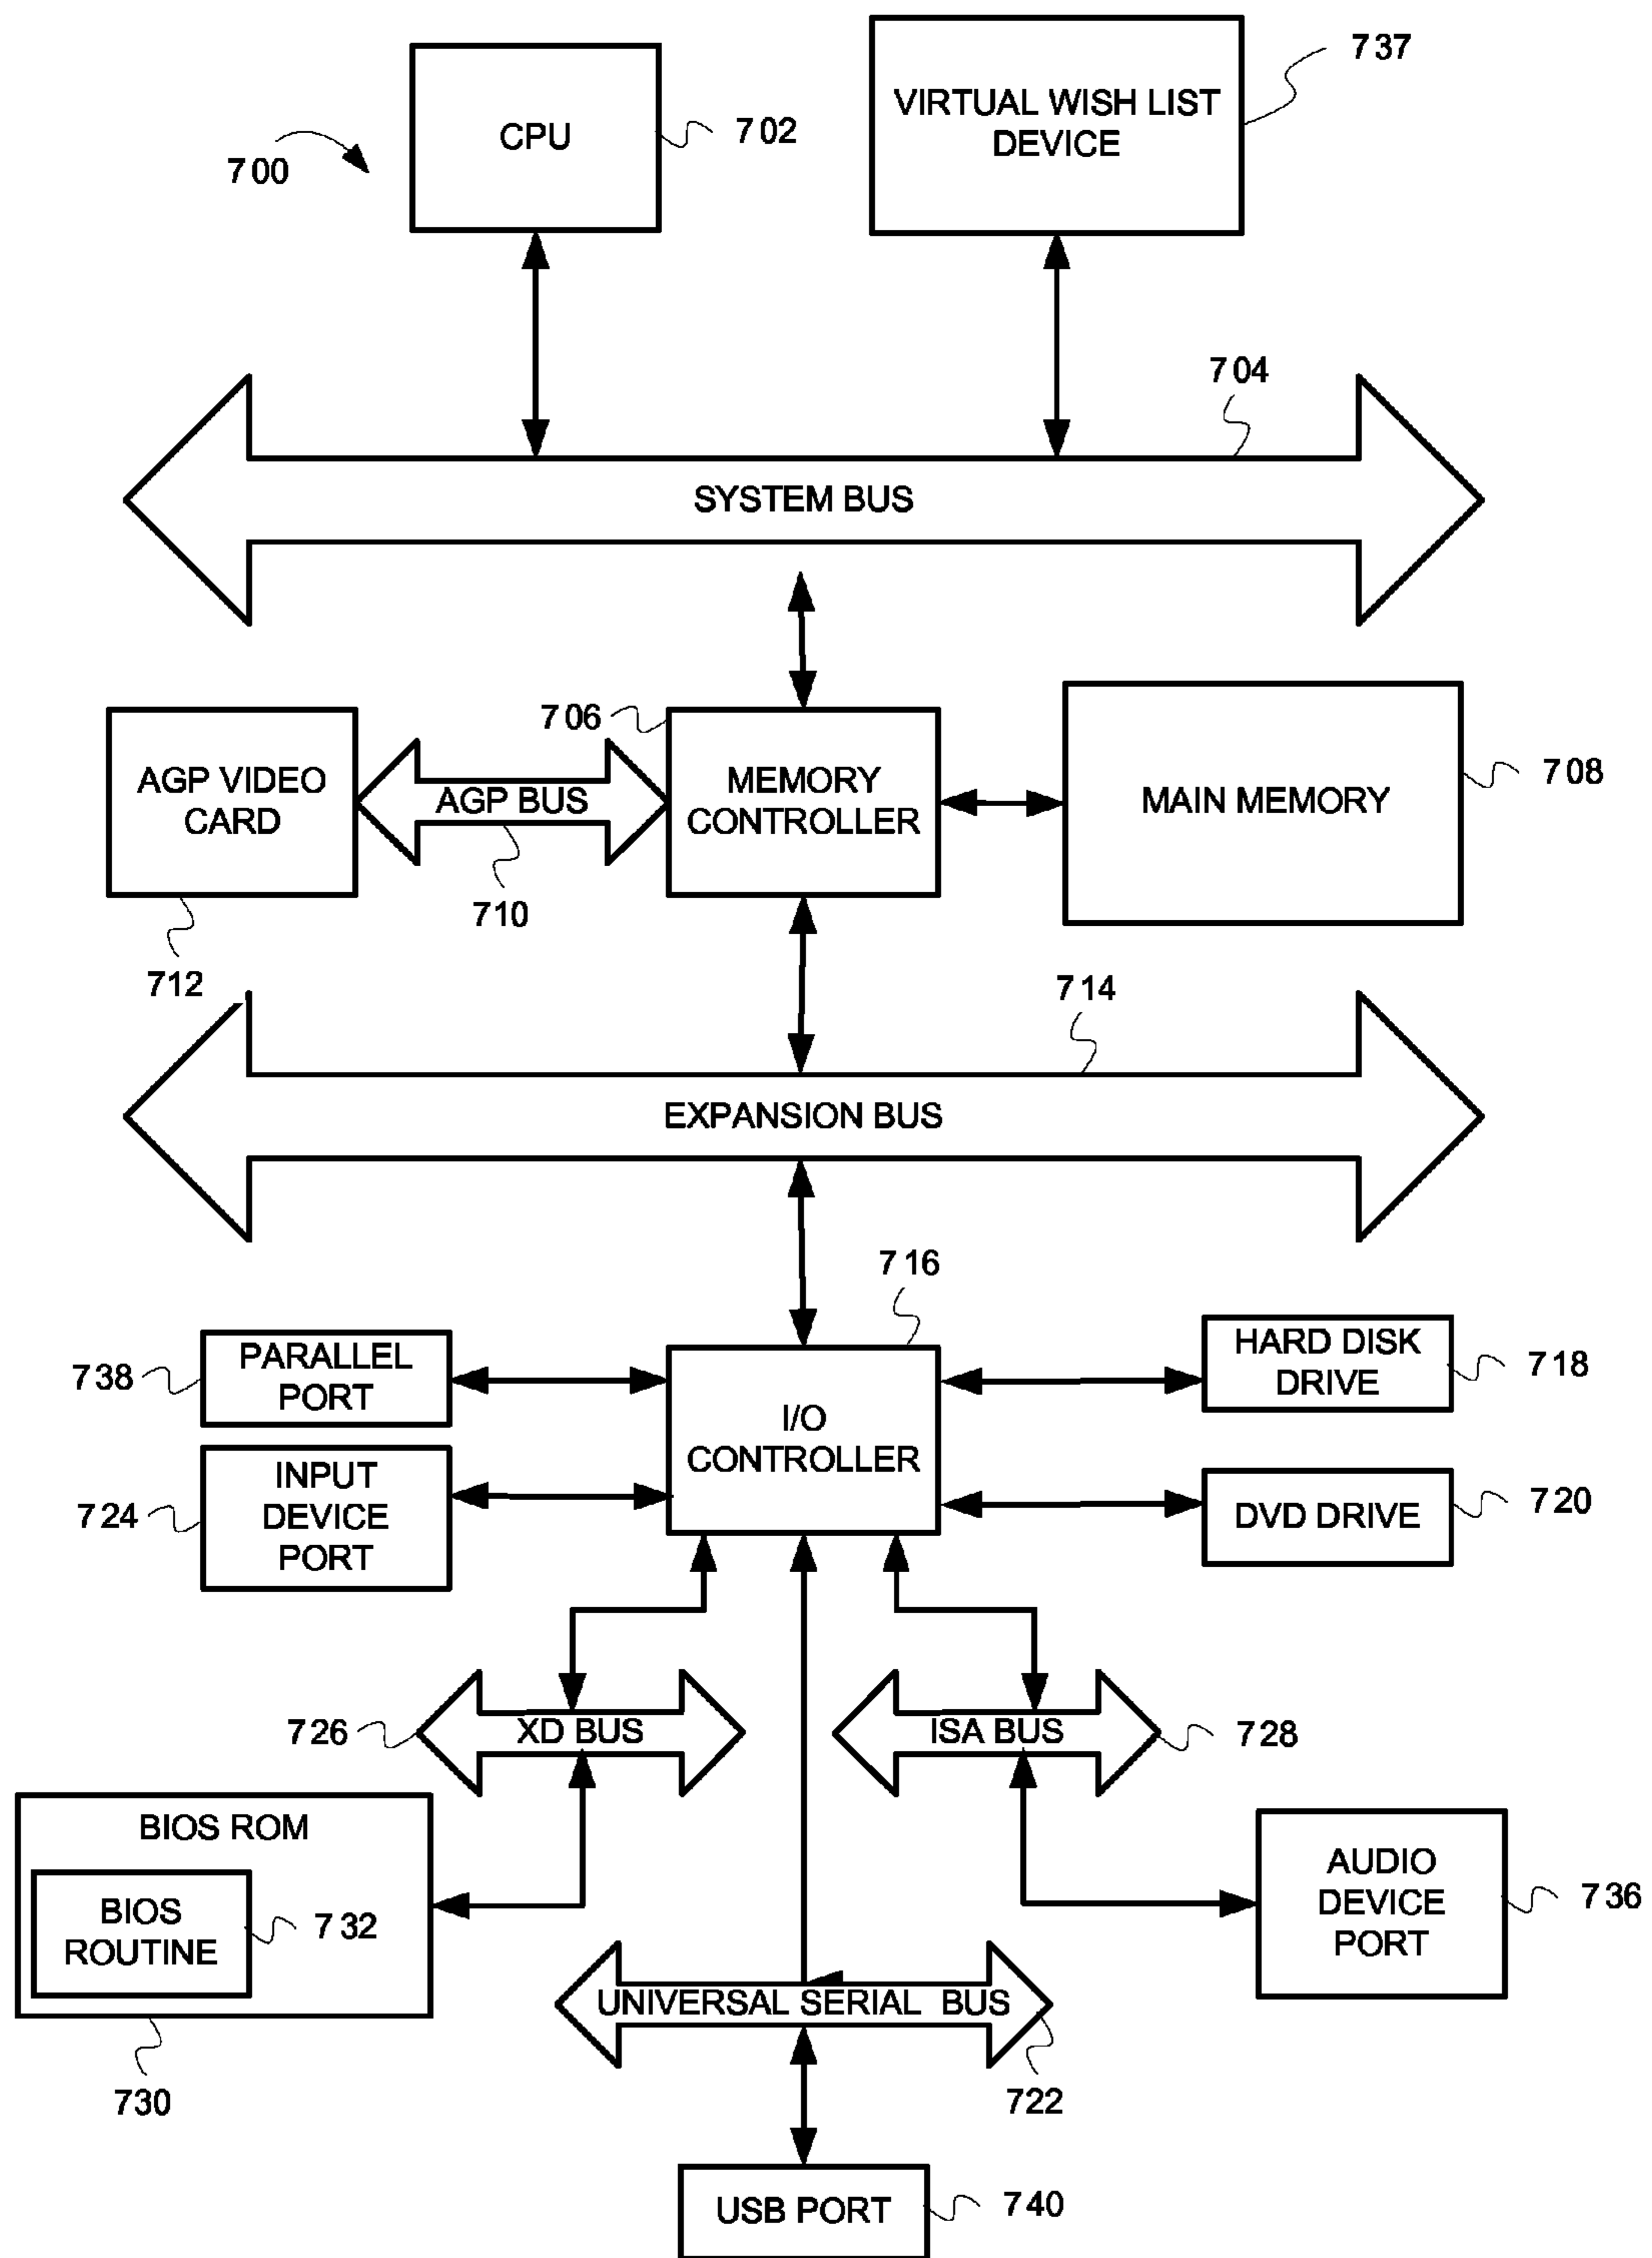 737
VIRTUAL WISH LIST
DEVICE
CPU
702
700
704
SYSTEM BUS
706
AGP VIDEO
CARD
AGP BUS
MEMORY
CONTROLLER
MAIN MEMORY
708
710
712
714
EXPANSION BUS
716
PARALLEL
PORT
738
HARD DISK
DRIVE
718
I/O
CONTROLLER
INPUT
DEVICE
PORT
724
DVD DRIVE
720
726
XD BUS
ISA BUS
728
BIOS ROM
BIOS
ROUTINE
732
AUDIO
DEVICE
PORT
736
UNIVERSAL SERIAL BUS
730
722
USB PORT
740